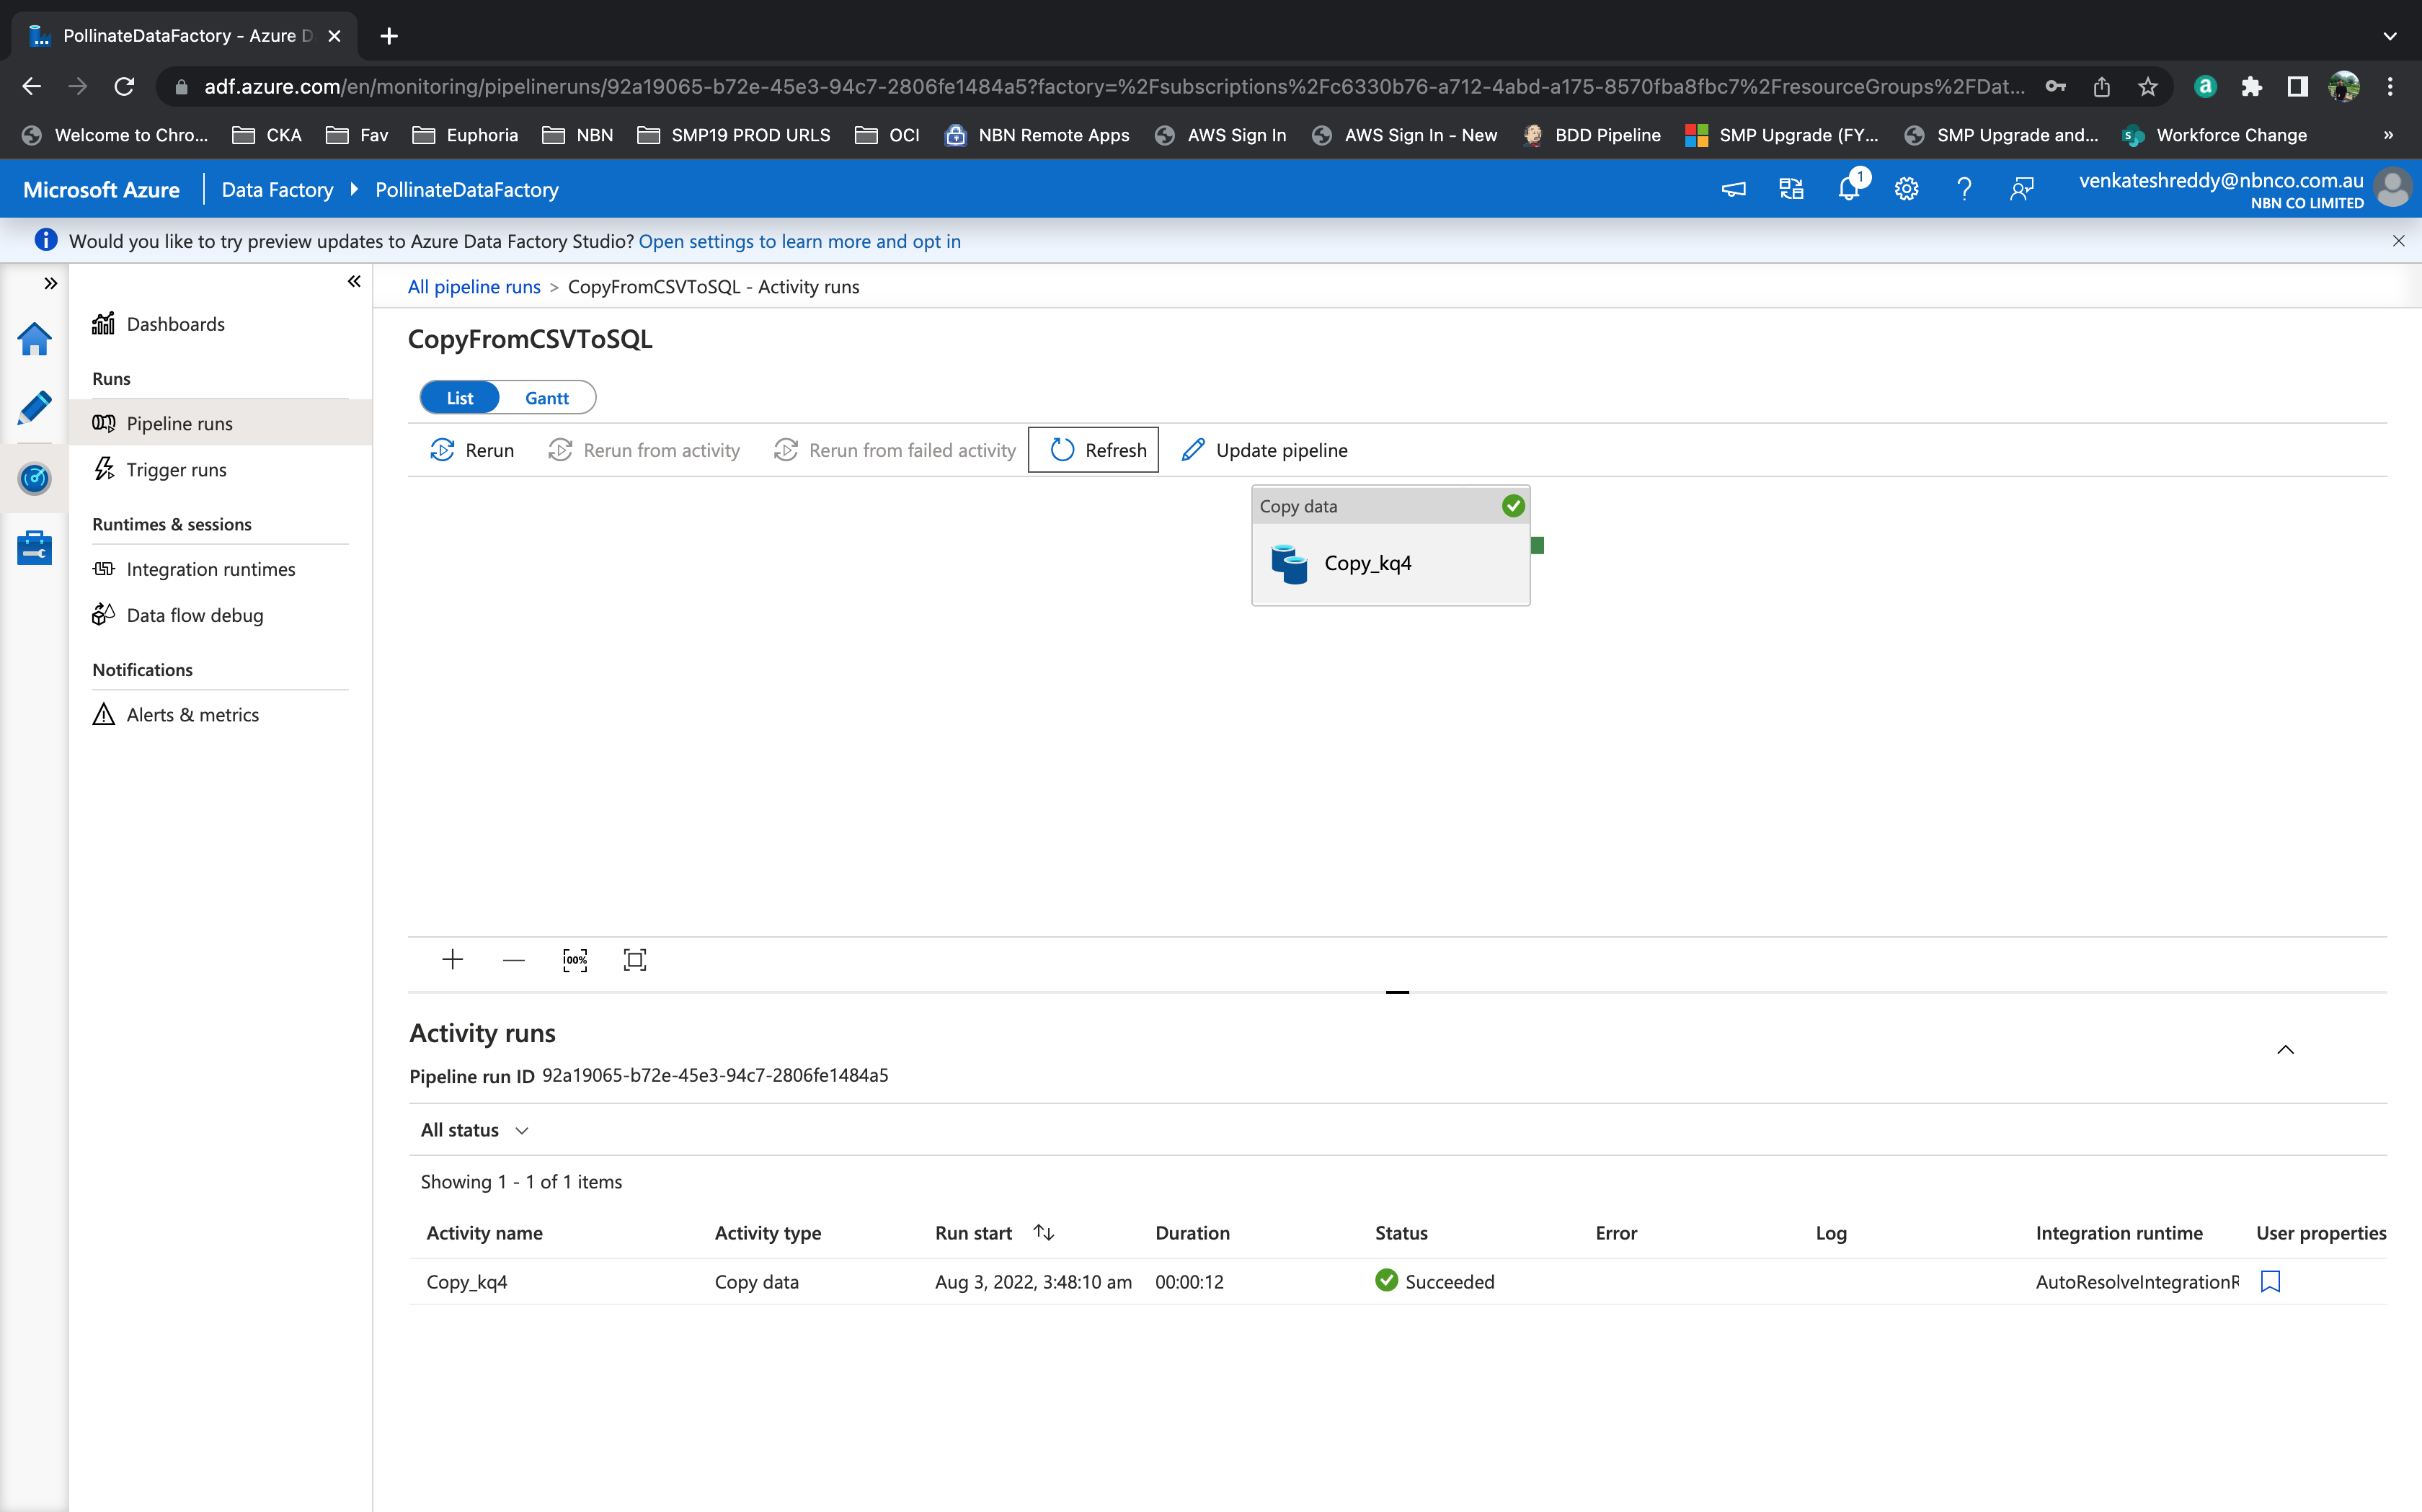 PollinateDataFactory - Azure D
adf.azure.com/en/monitoring/pipelineruns/92a19065-b72e-45e3-94c7-2806fe1484a5?factory=%2Fsubscriptions%2Fc6330b76-a712-4abd-a175-8570fba8fbc7%2FresourceGroups%2FDat...
Welcome to Chro... CKA Fav Euphoria NBN SMP19 PROD URLS OCI NBN Remote Apps AWS Sign In AWS Sign In - New BDD Pipeline SMP Upgrade (FY... SMP Upgrade and... Workforce Change »
Microsoft Azure Data Factory PollinateDataFactory 1 venkateshreddy@nbnco.com.au
NBN CO LIMITED
Would you like to try preview updates to Azure Data Factory Studio? Open settings to learn more and opt in
All pipeline runs > CopyFromCSVToSQL - Activity runs
Dashboards
Runs
Pipeline runs
Trigger runs
Runtimes & sessions
Integration runtimes
Data flow debug
Notifications
Alerts & metrics
CopyFromCSVToSQL
List Gantt
Rerun Rerun from activity Rerun from failed activity Refresh Update pipeline
Copy data
Copy_kq4
100%
Activity runs
Pipeline run ID 92a19065-b72e-45e3-94c7-2806fe1484a5
All status
Showing 1 - 1 of 1 items
Activity name Activity type Run start Duration Status Error Log Integration runtime User properties
Copy_kq4 Copy data Aug 3, 2022, 3:48:10 am 00:00:12 Succeeded AutoResolveIntegrationR